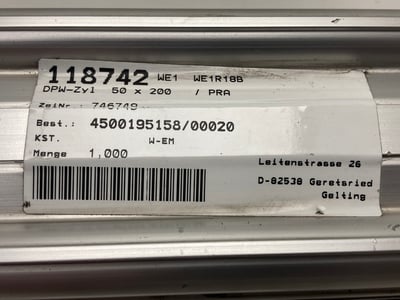 118742 WE1 WE1R18B
DPW-Zyl 50 x 200 / PRA
ZeiNr.: 746749
Best.: 4500195158/00020
KST. W-EM
Menge 1,000
Leitenstrasse 26
D-82538 Geretsried
Gelting